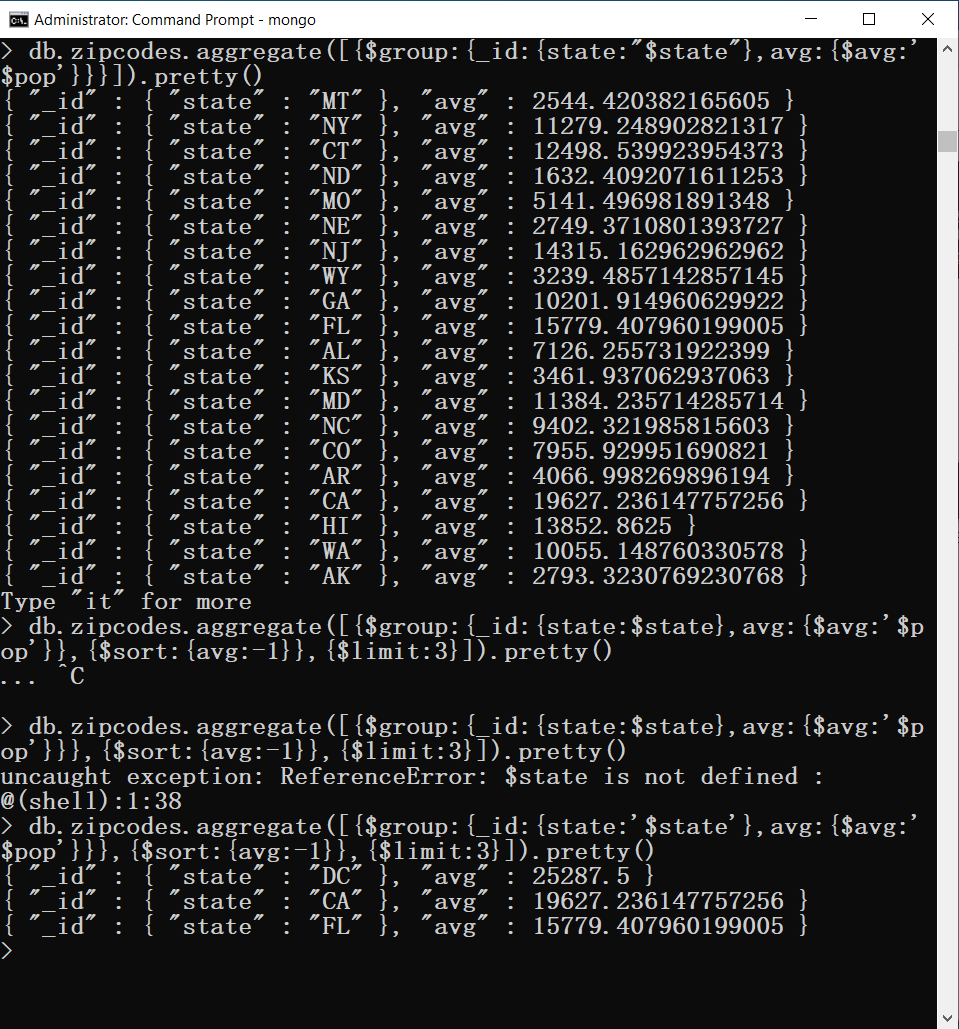 Administrator: Command Prompt - mongo
> db.zipcodes.aggregate([{$group:{_id:{state:"$state"},avg:{$avg:'
$pop'}}}]).pretty()
{ "_id" : { "state" : "MT" }, "avg" : 2544.420382165605 }
{ "_id" : { "state" : "NY" }, "avg" : 11279.248902821317 }
{ "_id" : { "state" : "CT" }, "avg" : 12498.539923954373 }
{ "_id" : { "state" : "ND" }, "avg" : 1632.4092071611253 }
{ "_id" : { "state" : "MO" }, "avg" : 5141.496981891348 }
{ "_id" : { "state" : "NE" }, "avg" : 2749.3710801393727 }
{ "_id" : { "state" : "NJ" }, "avg" : 14315.162962962962 }
{ "_id" : { "state" : "WY" }, "avg" : 3239.4857142857145 }
{ "_id" : { "state" : "GA" }, "avg" : 10201.914960629922 }
{ "_id" : { "state" : "FL" }, "avg" : 15779.407960199005 }
{ "_id" : { "state" : "AL" }, "avg" : 7126.255731922399 }
{ "_id" : { "state" : "KS" }, "avg" : 3461.937062937063 }
{ "_id" : { "state" : "MD" }, "avg" : 11384.235714285714 }
{ "_id" : { "state" : "NC" }, "avg" : 9402.321985815603 }
{ "_id" : { "state" : "CO" }, "avg" : 7955.929951690821 }
{ "_id" : { "state" : "AR" }, "avg" : 4066.998269896194 }
{ "_id" : { "state" : "CA" }, "avg" : 19627.236147757256 }
{ "_id" : { "state" : "HI" }, "avg" : 13852.8625 }
{ "_id" : { "state" : "WA" }, "avg" : 10055.148760330578 }
{ "_id" : { "state" : "AK" }, "avg" : 2793.3230769230768 }
Type "it" for more
> db.zipcodes.aggregate([{$group:{_id:{state:$state},avg:{$avg:'$p
op'}},{$sort:{avg:-1}},{$limit:3}]).pretty()
... ^C
> db.zipcodes.aggregate([{$group:{_id:{state:$state},avg:{$avg:'$p
op'}}},{$sort:{avg:-1}},{$limit:3}]).pretty()
uncaught exception: ReferenceError: $state is not defined :
@(shell):1:38
> db.zipcodes.aggregate([{$group:{_id:{state:'$state'},avg:{$avg:'
$pop'}}},{$sort:{avg:-1}},{$limit:3}]).pretty()
{ "_id" : { "state" : "DC" }, "avg" : 25287.5 }
{ "_id" : { "state" : "CA" }, "avg" : 19627.236147757256 }
{ "_id" : { "state" : "FL" }, "avg" : 15779.407960199005 }
>